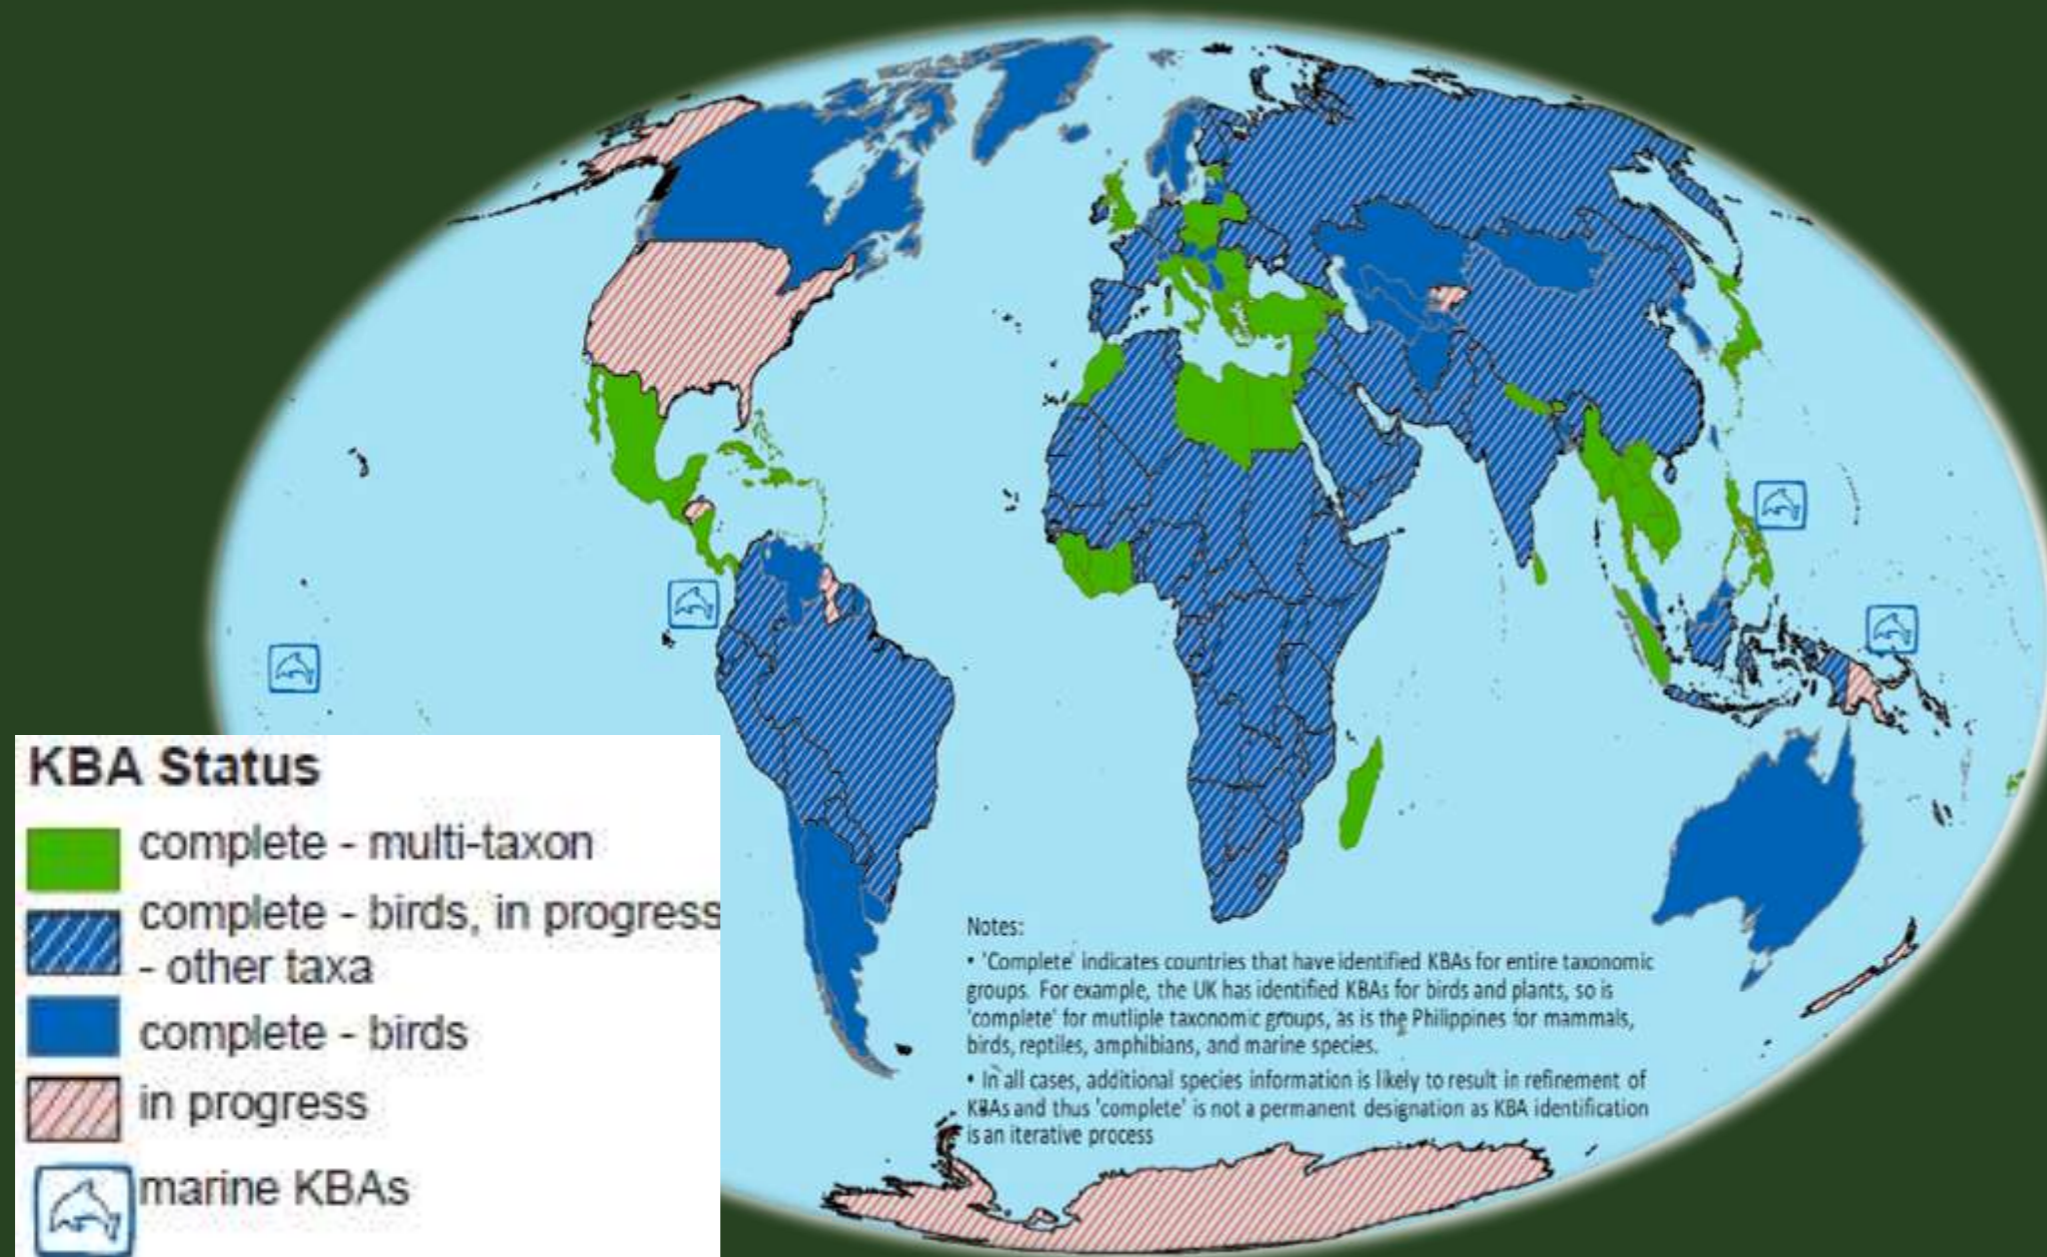 KBA Status
complete - multi-taxon
complete - birds, in progress
- other taxa
complete - birds
in progress
marine KBAs
Notes:
• 'Complete' indicates countries that have identified KBAs for entire taxonomic
groups. For example, the UK has identified KBAs for birds and plants, so is
'complete' for mutliple taxonomic groups, as is the Philippines for mammals,
birds, reptiles, amphibians, and marine species.
• In all cases, additional species information is likely to result in refinement of
KBAs and thus 'complete' is not a permanent designation as KBA identification
is an iterative process